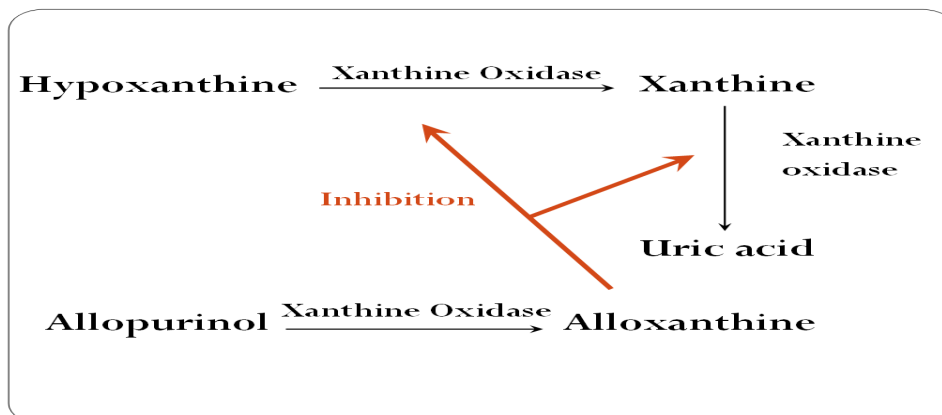 Xanthine Oxidase
Hypoxanthine
Xanthine
Xanthine
oxidase
Inhibition
Uric acid
Allopurinol
Xanthine Oxidase
Alloxanthine